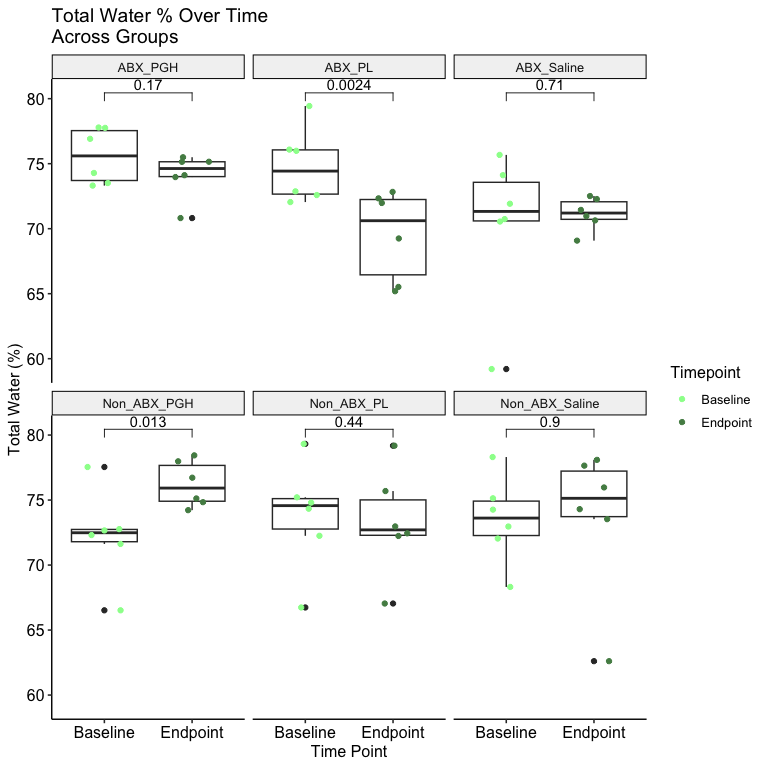 Total Water % Over Time
Across Groups
ABX_PGH
ABX_PL
ABX_Saline
0.17
0.0024
0.71
80
75
70
65
60
Non_ABX_PGH
Non_ABX_PL
Non_ABX_Saline
0.013
0.44
0.9
80
75
70
65
60
Total Water (%)
Baseline
Endpoint
Baseline
Endpoint
Baseline
Endpoint
Time Point
Timepoint
Baseline
Endpoint